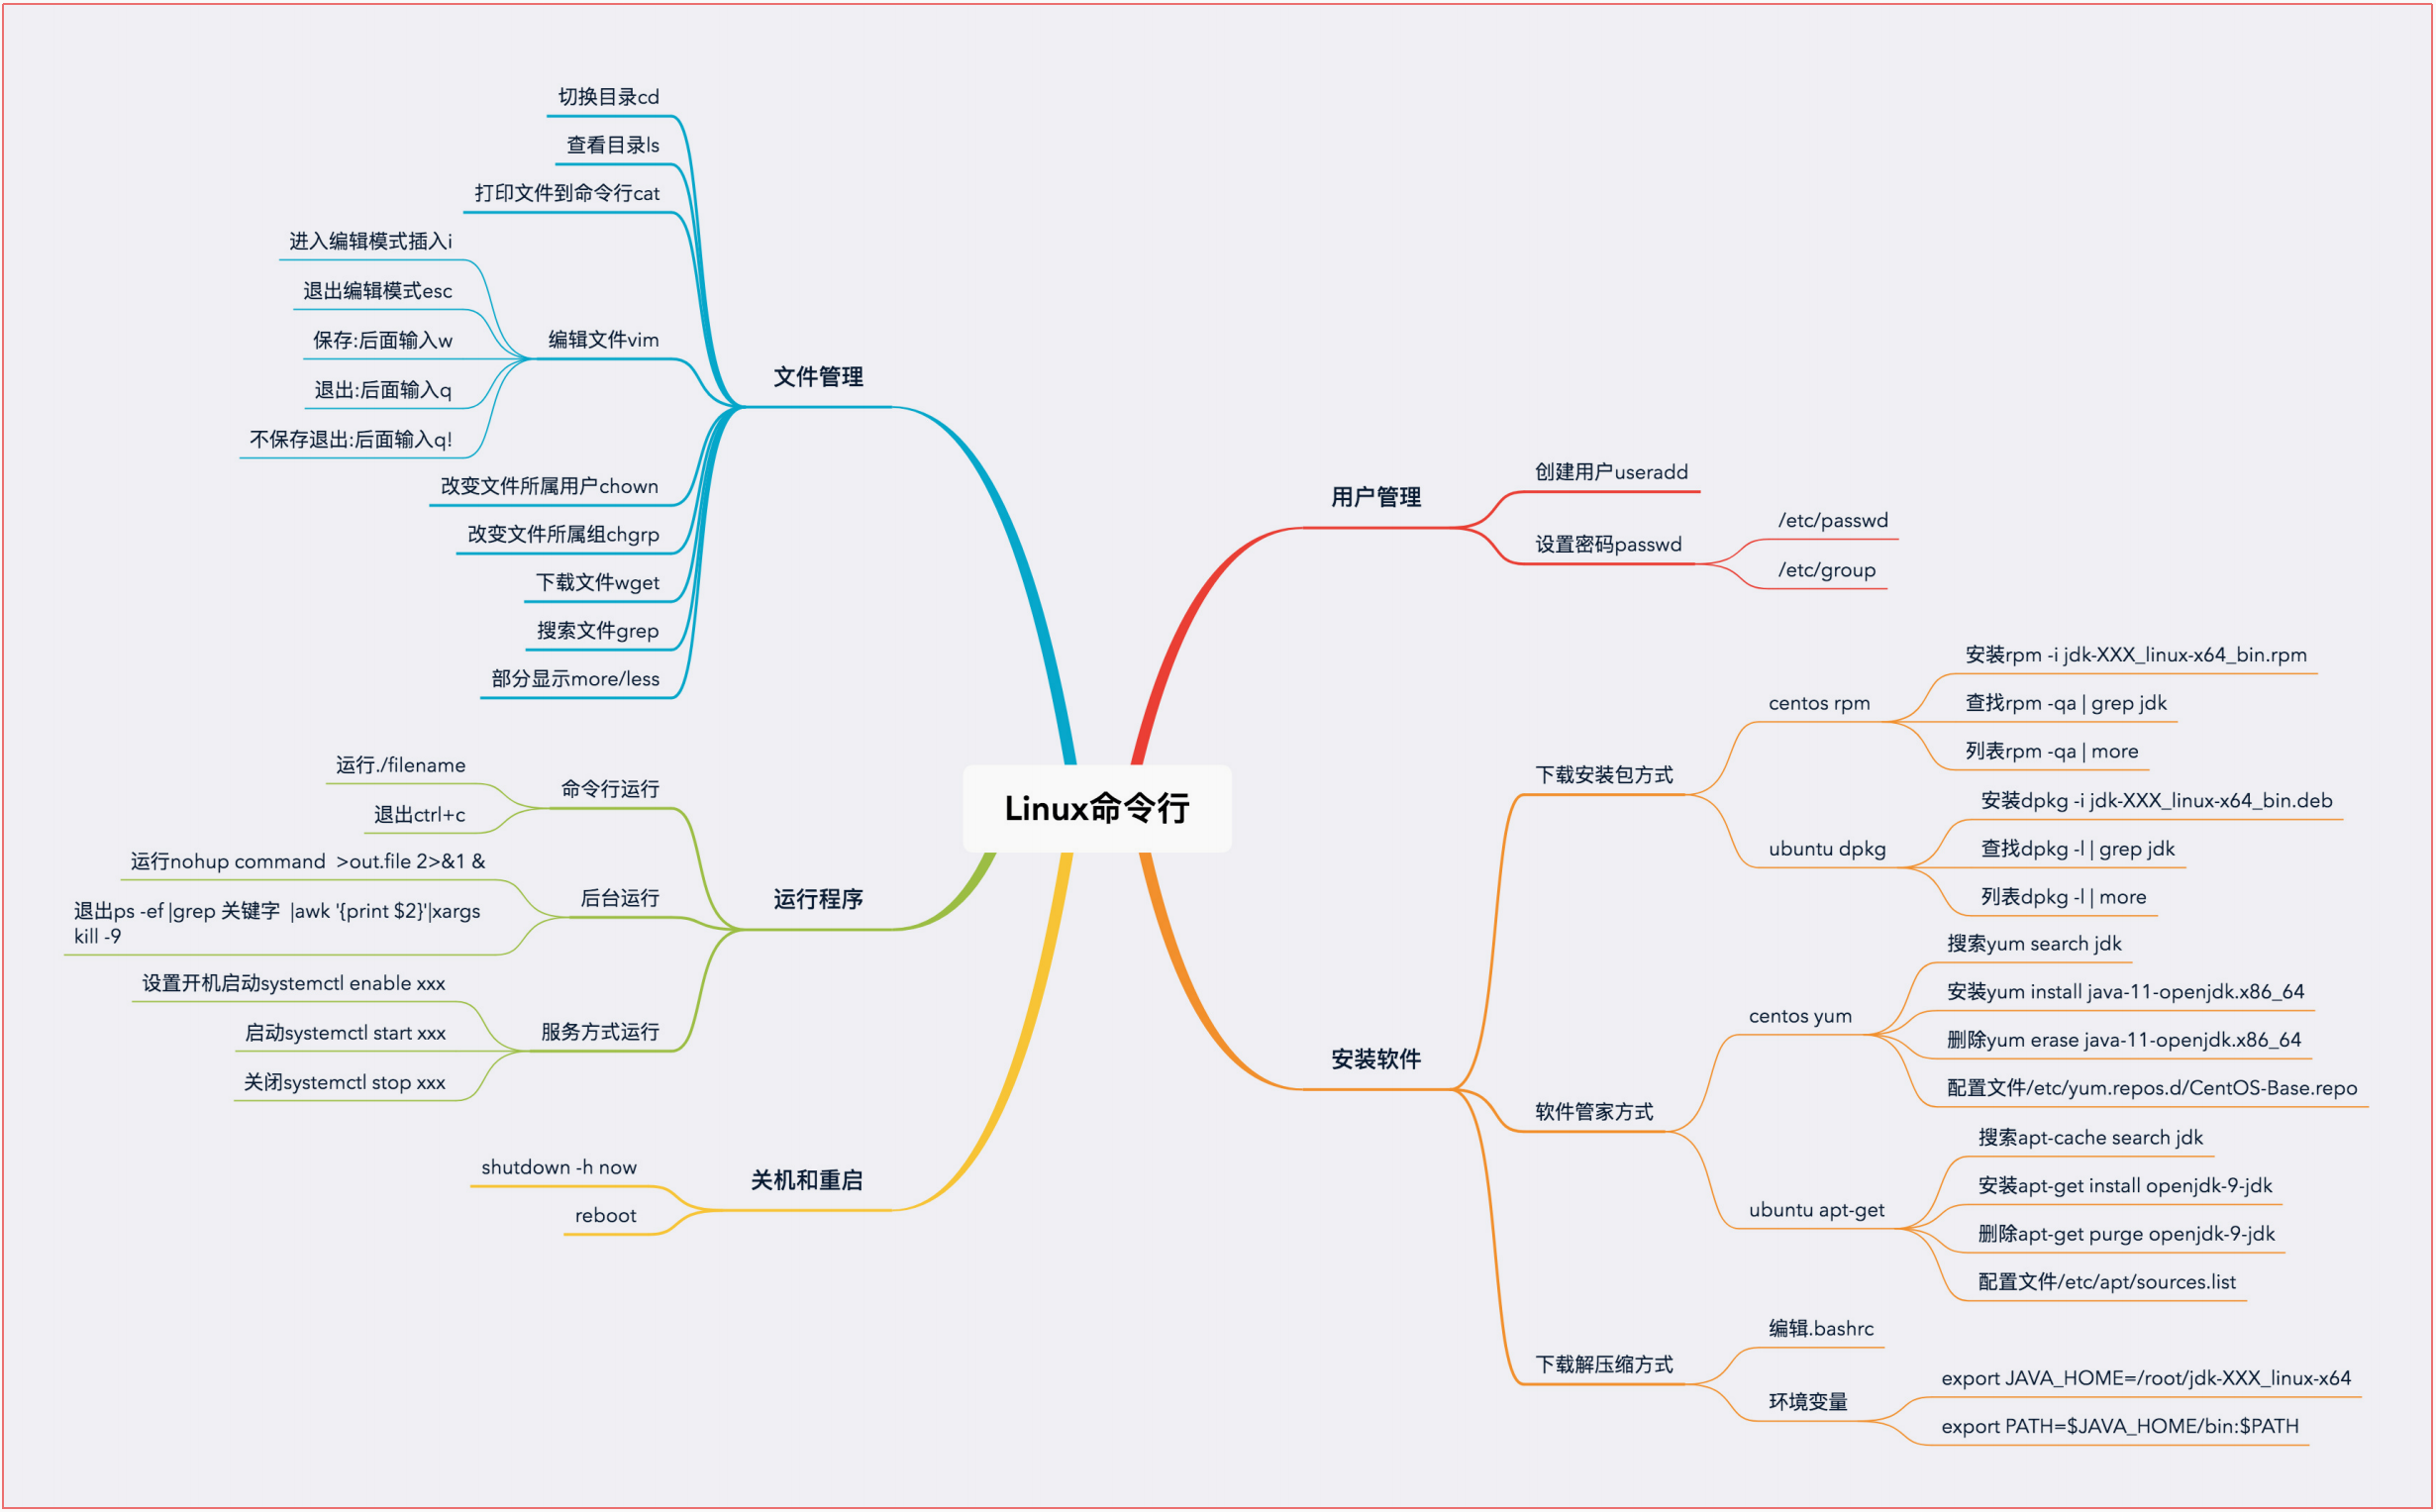 Linux命令行
用户管理
创建用户useradd
设置密码passwd
/etc/passwd
/etc/group
安装软件
下载安装包方式
centos rpm
安装rpm -i jdk-XXX_linux-x64_bin.rpm
查找rpm -qa | grep jdk
列表rpm -qa | more
ubuntu dpkg
安装dpkg -i jdk-XXX_linux-x64_bin.deb
查找dpkg -l | grep jdk
列表dpkg -l | more
软件管家方式
centos yum
搜索yum search jdk
安装yum install java-11-openjdk.x86_64
删除yum erase java-11-openjdk.x86_64
配置文件/etc/yum.repos.d/CentOS-Base.repo
ubuntu apt-get
搜索apt-cache search jdk
安装apt-get install openjdk-9-jdk
删除apt-get purge openjdk-9-jdk
配置文件/etc/apt/sources.list
下载解压缩方式
编辑.bashrc
环境变量
export JAVA_HOME=/root/jdk-XXX_linux-x64
export PATH=$JAVA_HOME/bin:$PATH
文件管理
切换目录cd
查看目录ls
打印文件到命令行cat
编辑文件vim
进入编辑模式插入i
退出编辑模式esc
保存:后面输入w
退出:后面输入q
不保存退出:后面输入q!
改变文件所属用户chown
改变文件所属组chgrp
下载文件wget
搜索文件grep
部分显示more/less
运行程序
命令行运行
运行./filename
退出ctrl+c
后台运行
运行nohup command  >out.file 2>&1 &
退出ps -ef |grep 关键字  |awk '{print $2}'|xargs
kill -9
服务方式运行
设置开机启动systemctl enable xxx
启动systemctl start xxx
关闭systemctl stop xxx
关机和重启
shutdown -h now
reboot